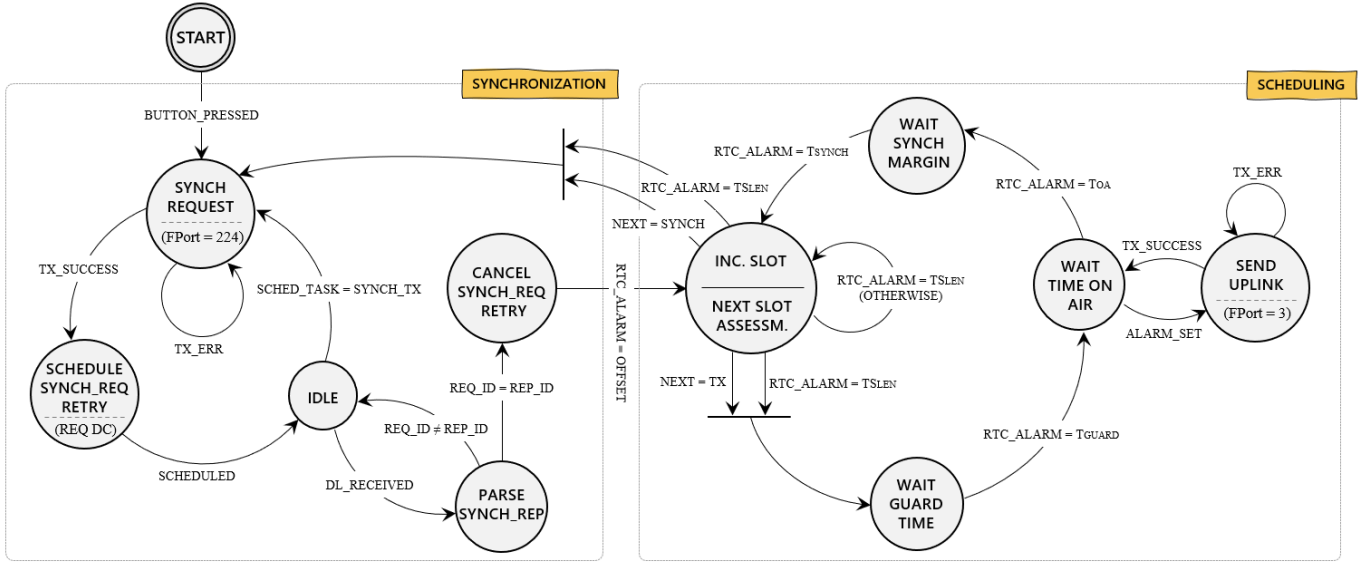 START
SYNCHRONIZATION
SCHEDULING
BUTTON_PRESSED
SYNCH
REQUEST
(FPort = 224)
TX_SUCCESS
TX_ERR
SCHED_TASK = SYNCH_TX
SCHEDULE
SYNCH_REQ
RETRY
(REQ DC)
SCHEDULED
IDLE
DL_RECEIVED
REQ_ID ≠ REP_ID
PARSE
SYNCH_REP
REQ_ID = REP_ID
CANCEL
SYNCH_REQ
RETRY
RTC_ALARM = OFFSET
RTC_ALARM = TSLEN
NEXT = SYNCH
INC. SLOT
NEXT SLOT
ASSESSM.
RTC_ALARM = TSLEN
(OTHERWISE)
NEXT = TX
RTC_ALARM = TSLEN
WAIT
GUARD
TIME
RTC_ALARM = TGUARD
WAIT
TIME ON
AIR
ALARM_SET
TX_SUCCESS
SEND
UPLINK
(FPort = 3)
TX_ERR
RTC_ALARM = TOA
WAIT
SYNCH
MARGIN
RTC_ALARM = TSYNCH